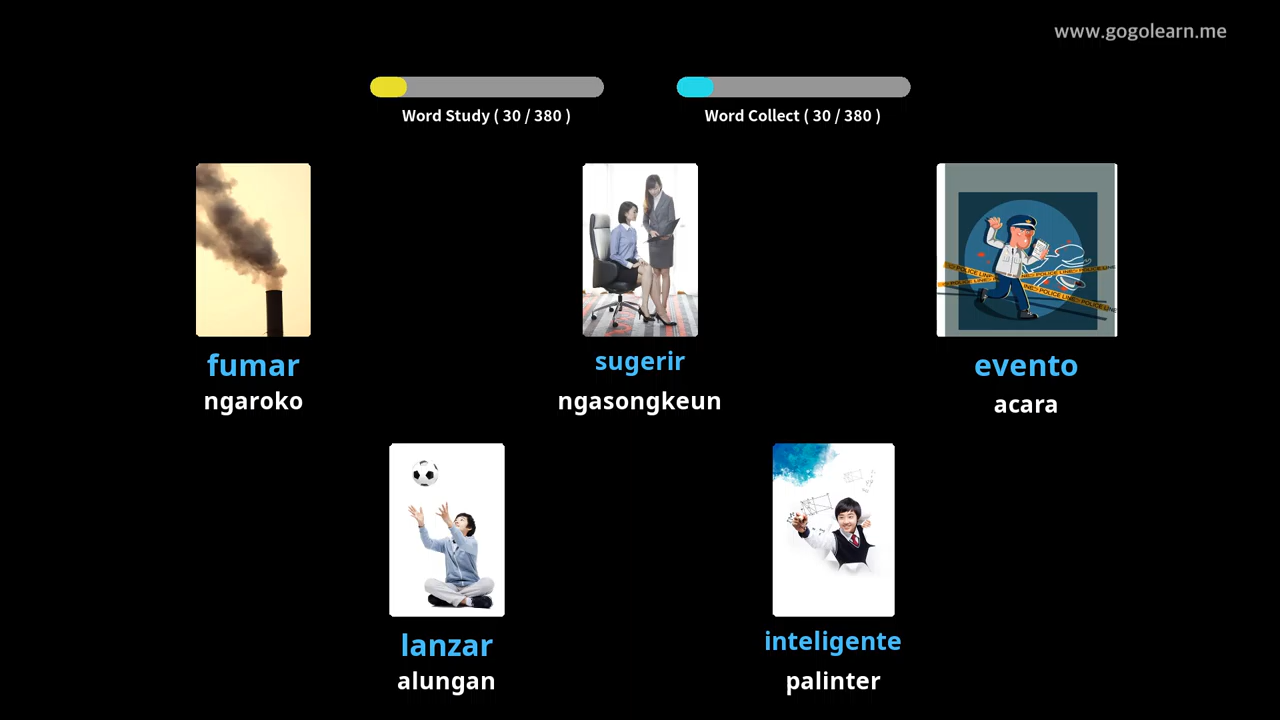 www.gogolearn.me
Word Study ( 30 / 380 )
Word Collect ( 30 / 380 )
fumar
ngaroko
sugerir
ngasongkeun
evento
acara
lanzar
alungan
inteligente
palinter